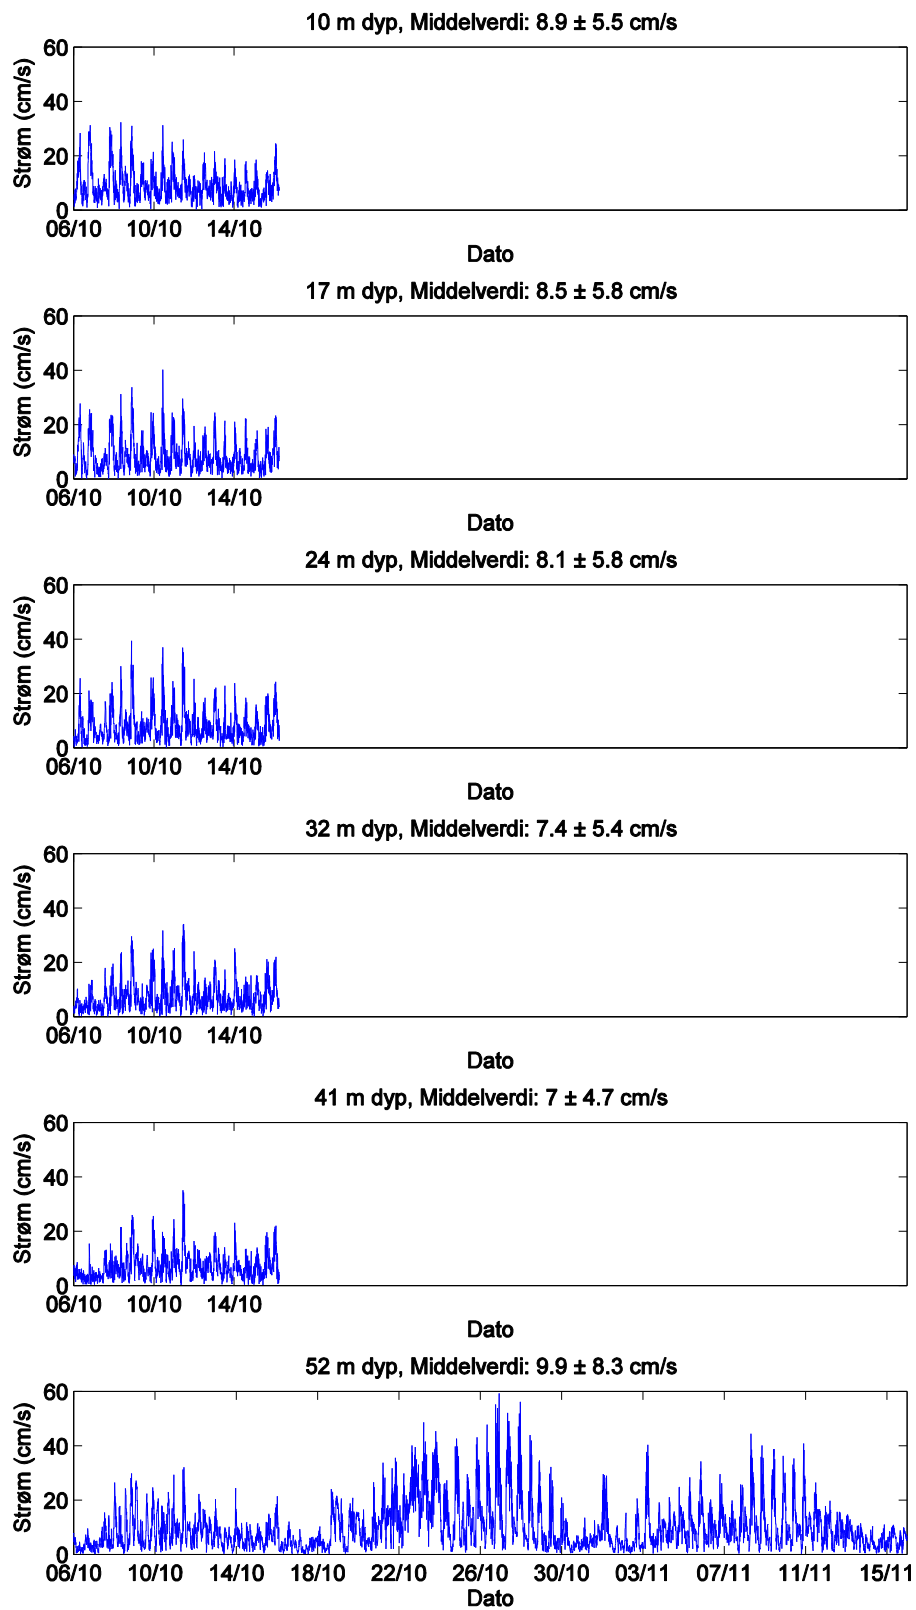 10 m dyp, Middelverdi: 8.9 ± 5.5 cm/s
Strøm (cm/s)
60
40
20
0
06/10 10/10 14/10
Dato
17 m dyp, Middelverdi: 8.5 ± 5.8 cm/s
Strøm (cm/s)
60
40
20
0
06/10 10/10 14/10
Dato
24 m dyp, Middelverdi: 8.1 ± 5.8 cm/s
Strøm (cm/s)
60
40
20
0
06/10 10/10 14/10
Dato
32 m dyp, Middelverdi: 7.4 ± 5.4 cm/s
Strøm (cm/s)
60
40
20
0
06/10 10/10 14/10
Dato
41 m dyp, Middelverdi: 7 ± 4.7 cm/s
Strøm (cm/s)
60
40
20
0
06/10 10/10 14/10
Dato
52 m dyp, Middelverdi: 9.9 ± 8.3 cm/s
Strøm (cm/s)
60
40
20
0
06/10 10/10 14/10 18/10 22/10 26/10 30/10 03/11 07/11 11/11 15/11
Dato